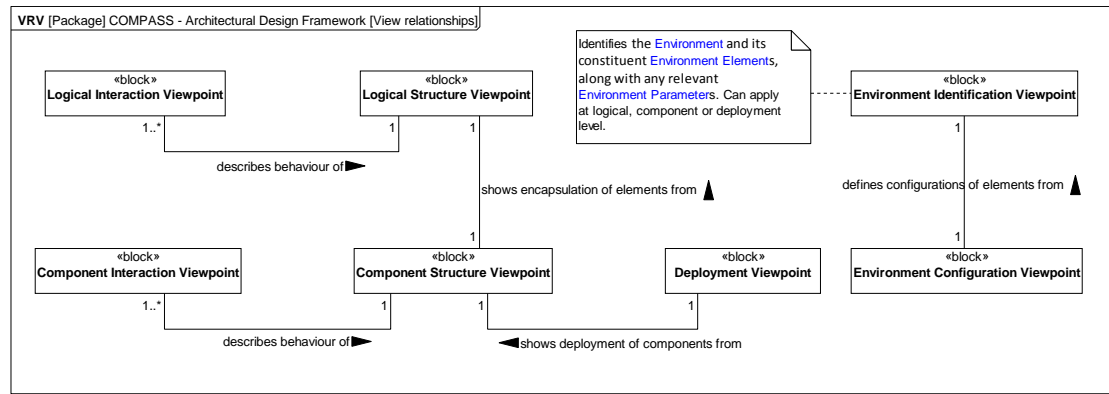 VRV [Package] COMPASS - Architectural Design Framework [View relationships]
Identifies the Environment and its
constituent Environment Elements,
along with any relevant
Environment Parameters. Can apply
at logical, component or deployment
level.
«block»
Logical Interaction Viewpoint
«block»
Logical Structure Viewpoint
«block»
Environment Identification Viewpoint
1..*
1
1
1
describes behaviour of
shows encapsulation of elements from
defines configurations of elements from
1
1
«block»
Component Interaction Viewpoint
«block»
Component Structure Viewpoint
«block»
Deployment Viewpoint
«block»
Environment Configuration Viewpoint
1..*
1
1
1
describes behaviour of
shows deployment of components from